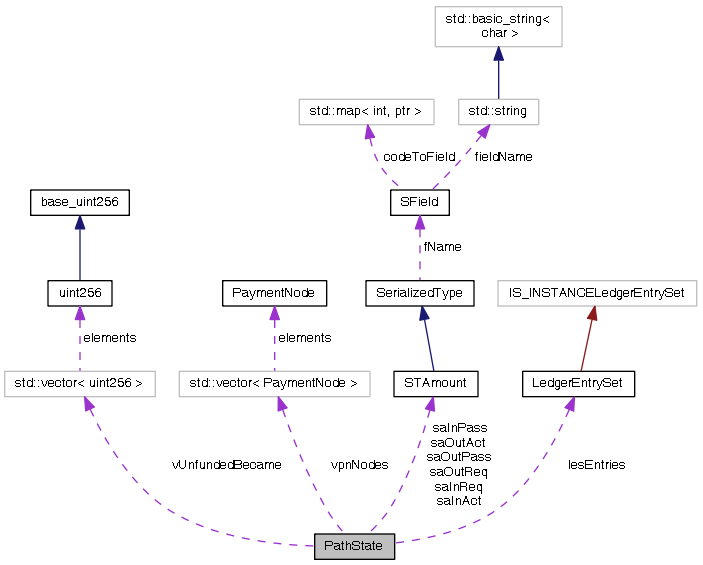 std::basic_string<
char >
std::map< int, ptr >
std::string
codeToField
fieldName
base_uint256
SField
fName
uint256
PaymentNode
SerializedType
IS_INSTANCELedgerEntrySet
elements
elements
std::vector< uint256 >
std::vector< PaymentNode >
STAmount
LedgerEntrySet
saInPass
saOutAct
saOutPass
saOutReq
saInReq
saInAct
vUnfundedBecame
vpnNodes
lesEntries
PathState